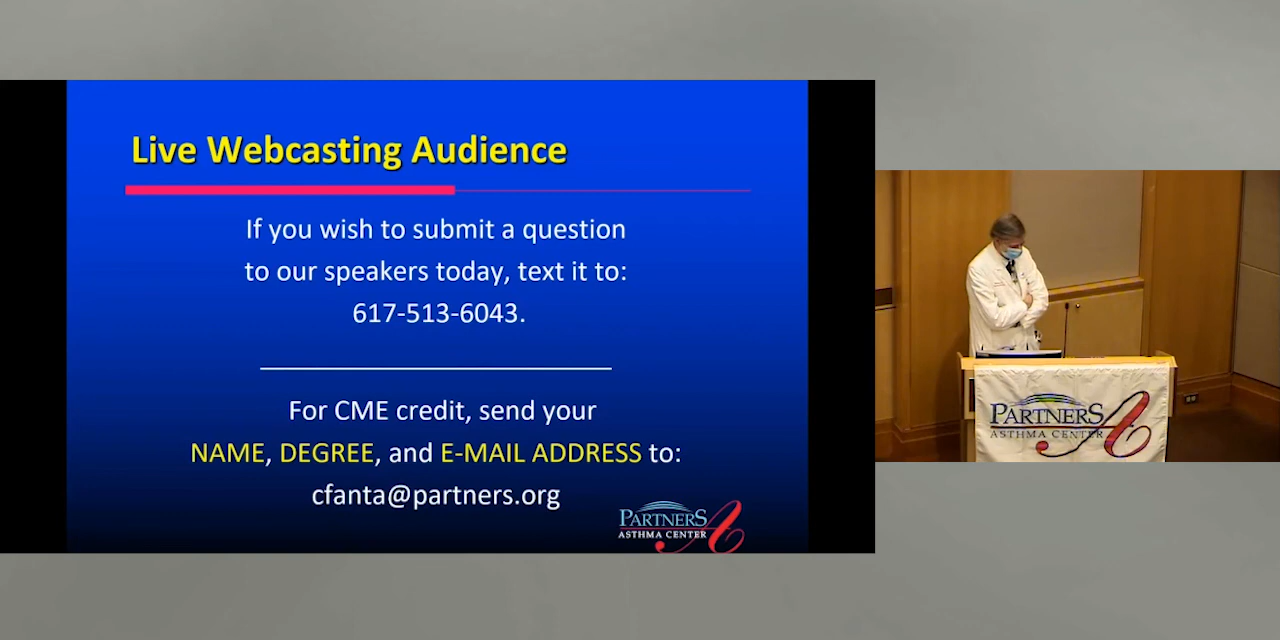 Live Webcasting Audience
If you wish to submit a question
to our speakers today, text it to:
617-513-6043.
For CME credit, send your
NAME, DEGREE, and E-MAIL ADDRESS to:
cfanta@partners.org
PARTNERS
ASTHMA CENTER
PARTNERS
ASTHMA CENTER